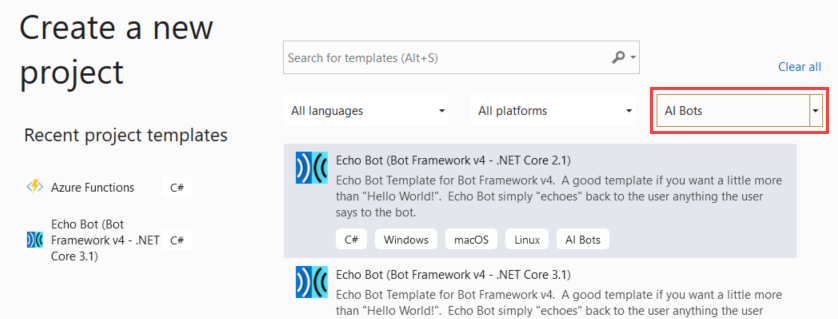 Create a new
project
Search for templates (Alt+S)
Clear all
All languages
All platforms
AI Bots
Recent project templates
Azure Functions
C#
Echo Bot (Bot
Framework v4 - .NET
Core 3.1)
C#
Echo Bot (Bot Framework v4 - .NET Core 2.1)
Echo Bot Template for Bot Framework v4.  A good template if you want a little more
than "Hello World!".  Echo Bot simply "echoes" back to the user anything the user
says to the bot.
C#
Windows
macOS
Linux
AI Bots
Echo Bot (Bot Framework v4 - .NET Core 3.1)
Echo Bot Template for Bot Framework v4.  A good template if you want a little more
than "Hello World!".  Echo Bot simply "echoes" back to the user anything the user